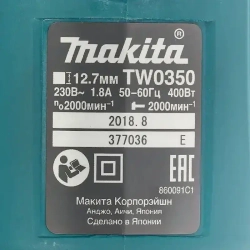 makita
12.7мм TW0350
230В~ 1.8А 50-60Гц 400Вт
n₀2000мин⁻¹ 2000мин⁻¹
2018. 8
377036 E
EAC
860091C1
Макита Корпорэйшн
Анджо, Аичи, Япония
Сделано в Японии